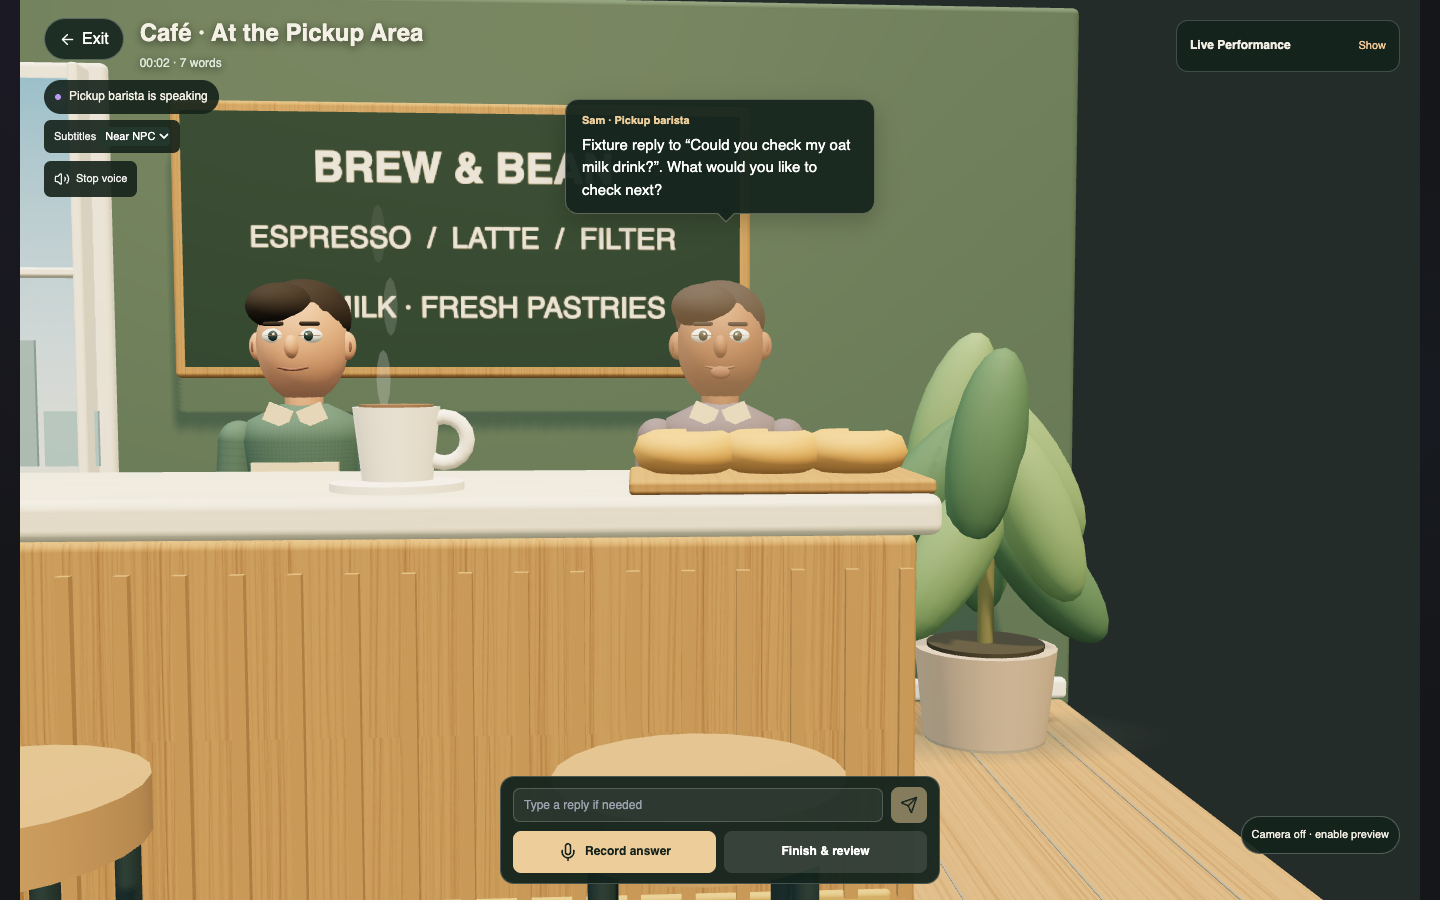 Exit
Café · At the Pickup Area
00:02 · 7 words
Pickup barista is speaking
Subtitles Near NPC
Stop voice
Live Performance Show
Sam · Pickup barista
Fixture reply to “Could you check my oat
milk drink?”. What would you like to
check next?
BREW &
ESPRESSO / LATTE / FILTER
· FRESH PASTRIES
Type a reply if needed
Record answer
Finish & review
Camera off · enable preview